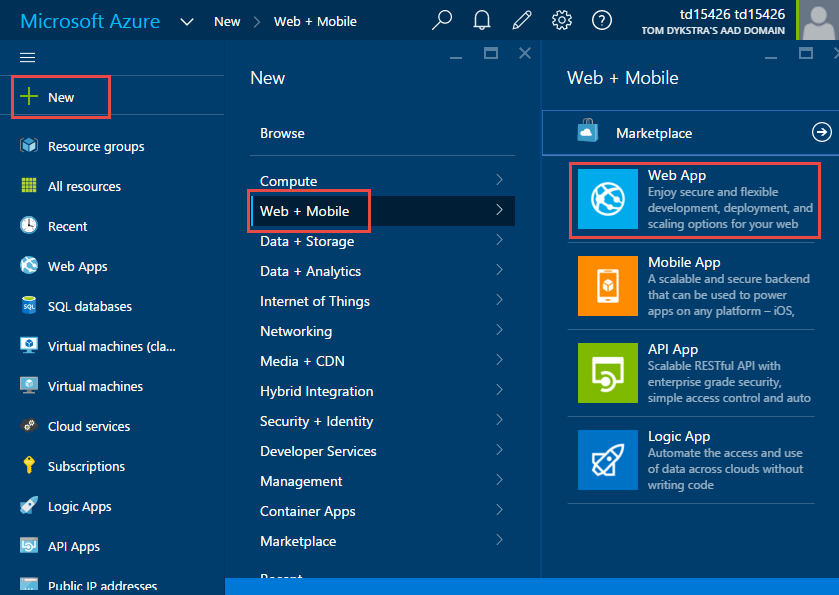 Microsoft Azure
New
Web + Mobile
td15426 td15426
TOM DYKSTRA'S AAD DOMAIN
New
Resource groups
All resources
Recent
Web Apps
SQL
SQL databases
Virtual machines (cla...
Virtual machines
Cloud services
Subscriptions
Logic Apps
API Apps
Public IP addresses
New
Browse
Compute
Web + Mobile
Data + Storage
Data + Analytics
Internet of Things
Networking
Media + CDN
Hybrid Integration
Security + Identity
Developer Services
Management
Container Apps
Marketplace
Recent
Web + Mobile
Marketplace
Web App
Enjoy secure and flexible
development, deployment, and
scaling options for your web
Mobile App
A scalable and secure backend
that can be used to power
apps on any platform – iOS,
API App
Scalable RESTful API with
enterprise grade security,
simple access control and auto
Logic App
Automate the access and use
of data across clouds without
writing code